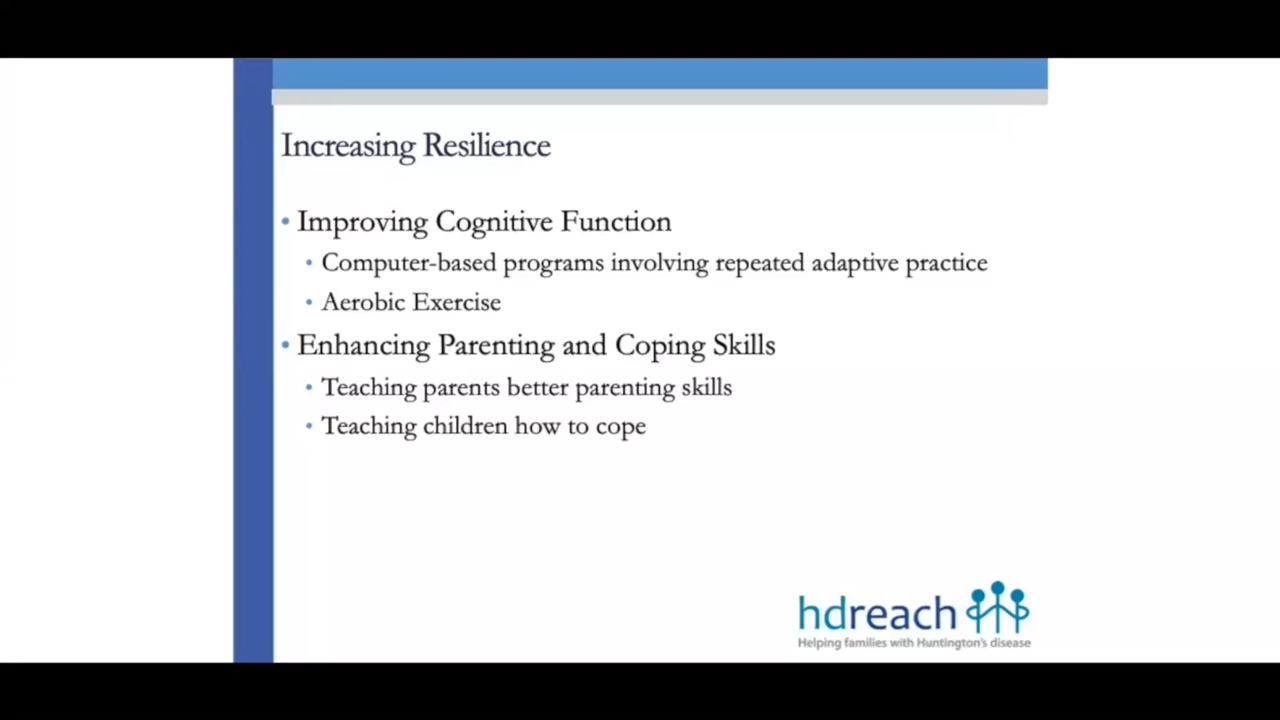 Increasing Resilience
• Improving Cognitive Function
• Computer-based programs involving repeated adaptive practice
• Aerobic Exercise
• Enhancing Parenting and Coping Skills
• Teaching parents better parenting skills
• Teaching children how to cope
hdreach
Helping families with Huntington's disease